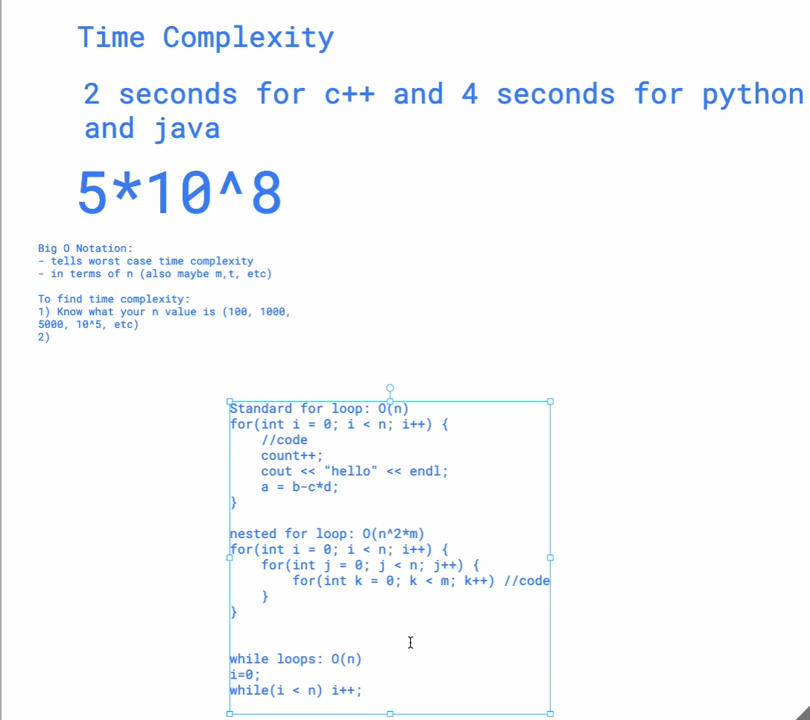 Time Complexity
2 seconds for c++ and 4 seconds for python
and java
5*10^8
Big O Notation:
- tells worst case time complexity
- in terms of n (also maybe m,t, etc)
To find time complexity:
1) Know what your n value is (100, 1000,
5000, 10^5, etc)
2)
Standard for loop: O(n)
for(int i = 0; i < n; i++) {
    //code
    count++;
    cout << "hello" << endl;
    a = b-c*d;
}
nested for loop: O(n^2*m)
for(int i = 0; i < n; i++) {
    for(int j = 0; j < n; j++) {
        for(int k = 0; k < m; k++) //code
    }
}
while loops: O(n)
i=0;
while(i < n) i++;